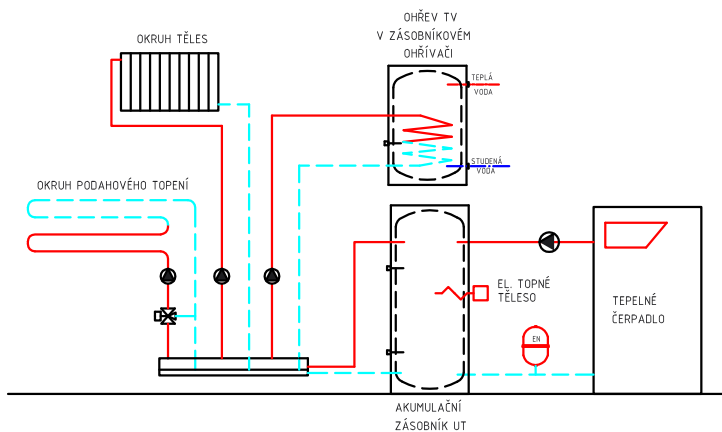 OHŘEV TV
V ZÁSOBNÍKOVÉM
OHŘÍVAČI
OKRUH TĚLES
TEPLÁ
VODA
STUDENÁ
VODA
OKRUH PODAHOVÉHO TOPENÍ
EL. TOPNÉ
TĚLESO
TEPELNÉ
ČERPADLO
EN
AKUMULAČNÍ
ZÁSOBNÍK UT